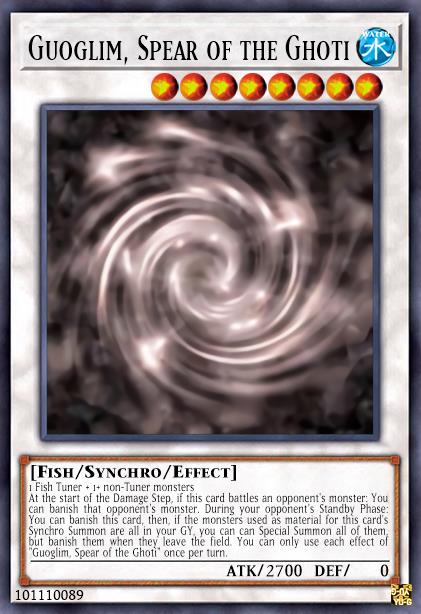 GUOGLIM, SPEAR OF THE GHOTI
WATER
水
[FISH/SYNCHRO/EFFECT]
1 Fish Tuner + 1+ non-Tuner monsters
At the start of the Damage Step, if this card battles an opponent's monster: You
can banish that opponent's monster. During your opponent's Standby Phase:
You can banish this card, then, if the monsters used as material for this card's
Synchro Summon are all in your GY, you can can Special Summon all of them,
but banish them when they leave the field. You can only use each effect of
"Guoglim, Spear of the Ghoti" once per turn.
ATK/2700 DEF/ 0
101110089